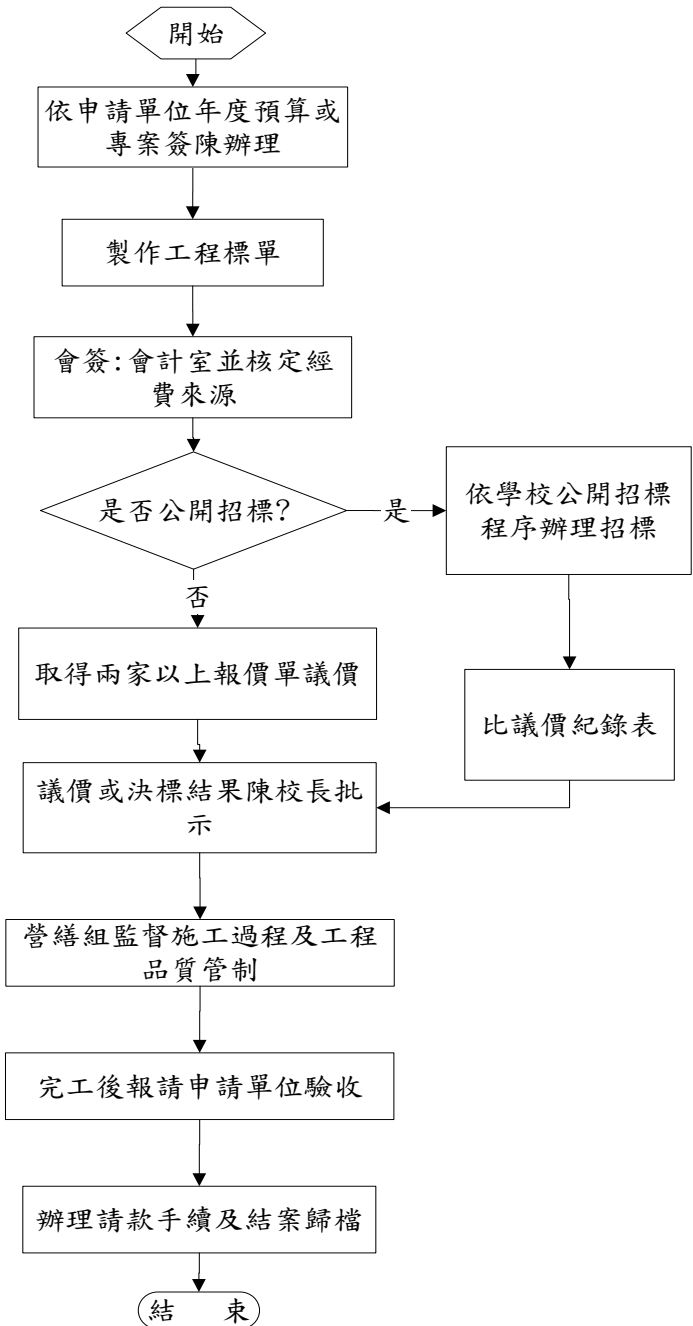 開始
依申請單位年度預算或
專案簽陳辦理
製作工程標單
會簽:會計室並核定經
費來源
是否公開招標?
是
依學校公開招標
程序辦理招標
否
取得兩家以上報價單議價
比議價紀錄表
議價或決標結果陳校長批
示
營繕組監督施工過程及工程
品質管制
完工後報請申請單位驗收
辦理請款手續及結案歸檔
結 束